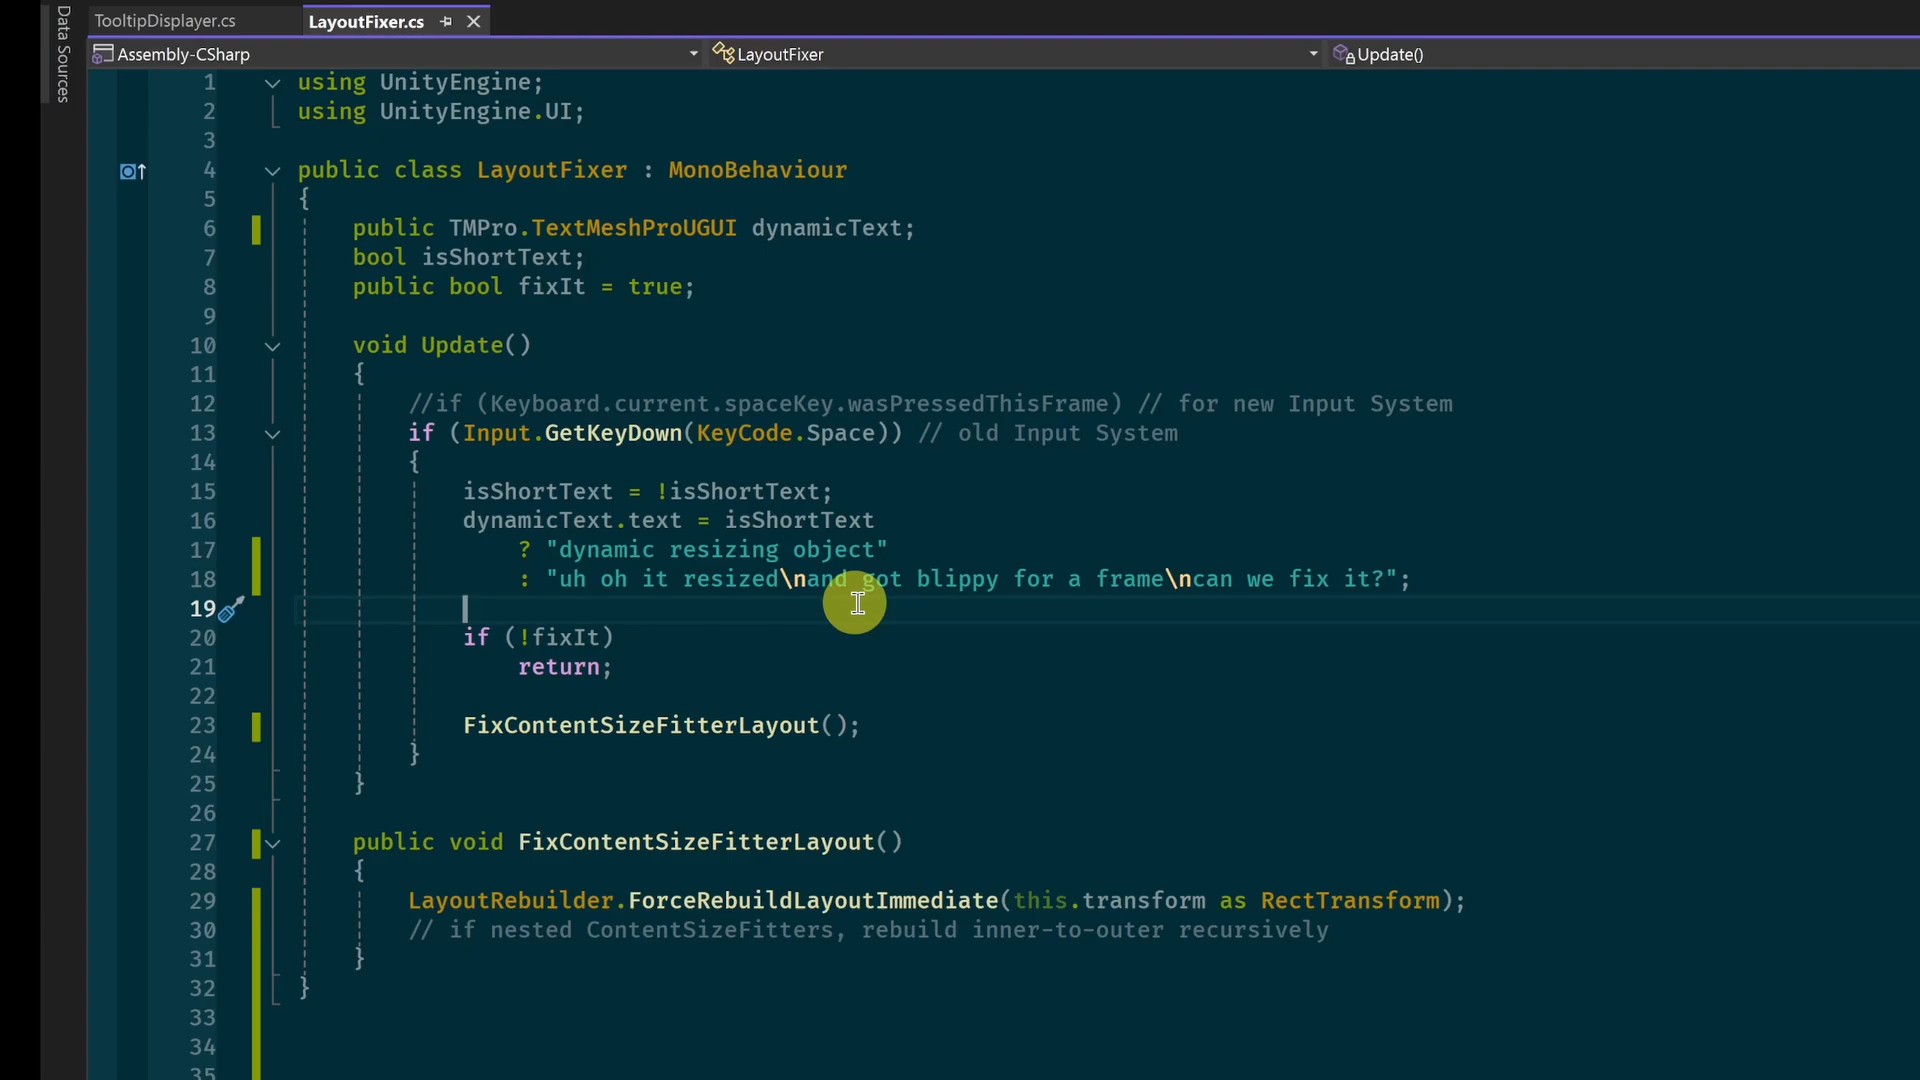 Data Sources
TooltipDisplayer.cs
LayoutFixer.cs
Assembly-CSharp
LayoutFixer
Update()
1 using UnityEngine;
2 using UnityEngine.UI;
3
4 public class LayoutFixer : MonoBehaviour
5 {
6 public TMPro.TextMeshProUGUI dynamicText;
7 bool isShortText;
8 public bool fixIt = true;
9
10 void Update()
11 {
12 //if (Keyboard.current.spaceKey.wasPressedThisFrame) // for new Input System
13 if (Input.GetKeyDown(KeyCode.Space)) // old Input System
14 {
15 isShortText = !isShortText;
16 dynamicText.text = isShortText
17 ? "dynamic resizing object"
18 : "uh oh it resized\nand got blippy for a frame\ncan we fix it?";
19
20 if (!fixIt)
21 return;
22
23 FixContentSizeFitterLayout();
24 }
25 }
26
27 public void FixContentSizeFitterLayout()
28 {
29 LayoutRebuilder.ForceRebuildLayoutImmediate(this.transform as RectTransform);
30 // if nested ContentSizeFitters, rebuild inner-to-outer recursively
31 }
32 }
33
34
35